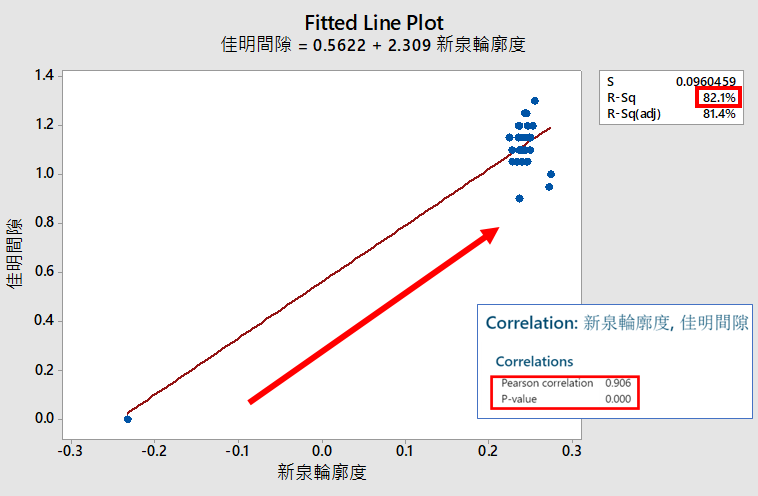 Fitted Line Plot
佳明間隙 = 0.5622 + 2.309 新泉輪廓度
S 0.0960459
R-Sq 82.1%
R-Sq(adj) 81.4%
1.4
1.2
1.0
0.8
0.6
0.4
0.2
0.0
佳明間隙
-0.3 -0.2 -0.1 0.0 0.1 0.2 0.3
新泉輪廓度
Correlation: 新泉輪廓度, 佳明間隙
Correlations
Pearson correlation 0.906
P-value 0.000